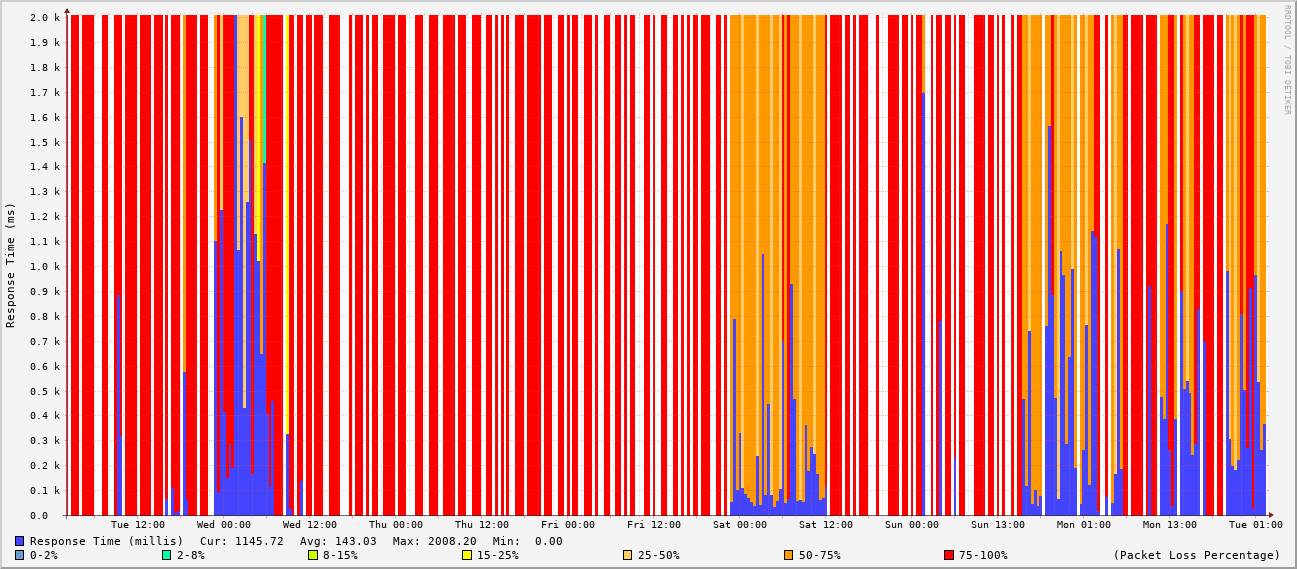 RRDTOOL / TOBI OETIKER
Response Time (ms)
2.0 k
1.9 k
1.8 k
1.7 k
1.6 k
1.5 k
1.4 k
1.3 k
1.2 k
1.1 k
1.0 k
0.9 k
0.8 k
0.7 k
0.6 k
0.5 k
0.4 k
0.3 k
0.2 k
0.1 k
0.0
Tue 12:00 Wed 00:00 Wed 12:00 Thu 00:00 Thu 12:00 Fri 00:00 Fri 12:00 Sat 00:00 Sat 12:00 Sun 00:00 Sun 13:00 Mon 01:00 Mon 13:00 Tue 01:00
Response Time (millis) Cur: 1145.72 Avg: 143.03 Max: 2008.20 Min: 0.00
0-2% 2-8% 8-15% 15-25% 25-50% 50-75% 75-100% (Packet Loss Percentage)